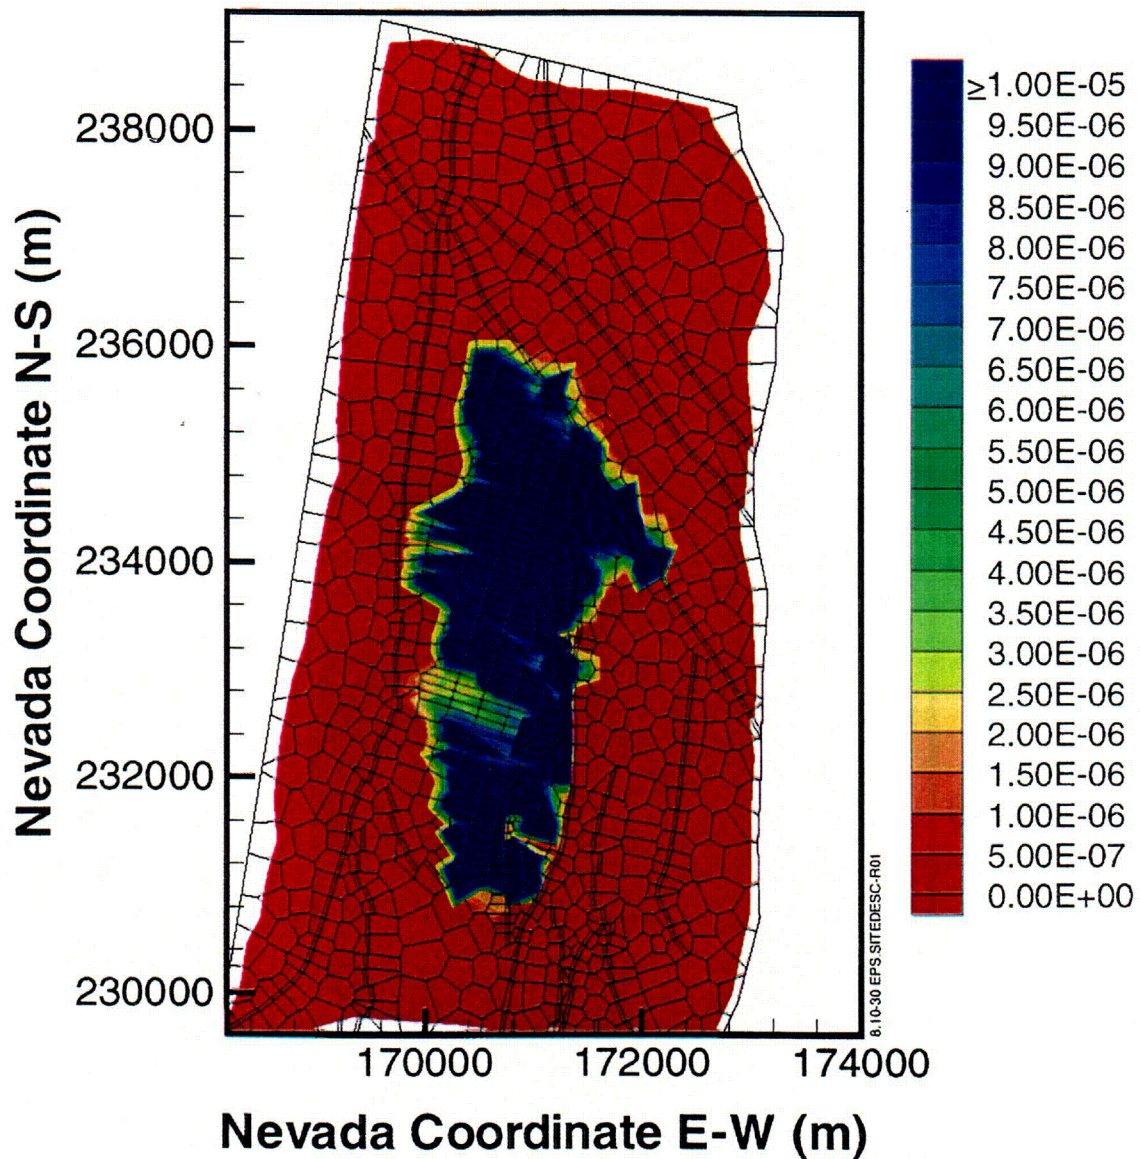 Nevada Coordinate N-S (m)
238000
236000
234000
232000
230000
170000
172000
174000
Nevada Coordinate E-W (m)
≥1.00E-05
9.50E-06
9.00E-06
8.50E-06
8.00E-06
7.50E-06
7.00E-06
6.50E-06
6.00E-06
5.50E-06
5.00E-06
4.50E-06
4.00E-06
3.50E-06
3.00E-06
2.50E-06
2.00E-06
1.50E-06
1.00E-06
5.00E-07
0.00E+00
8.10-30 EPS.SITEDESC-R01